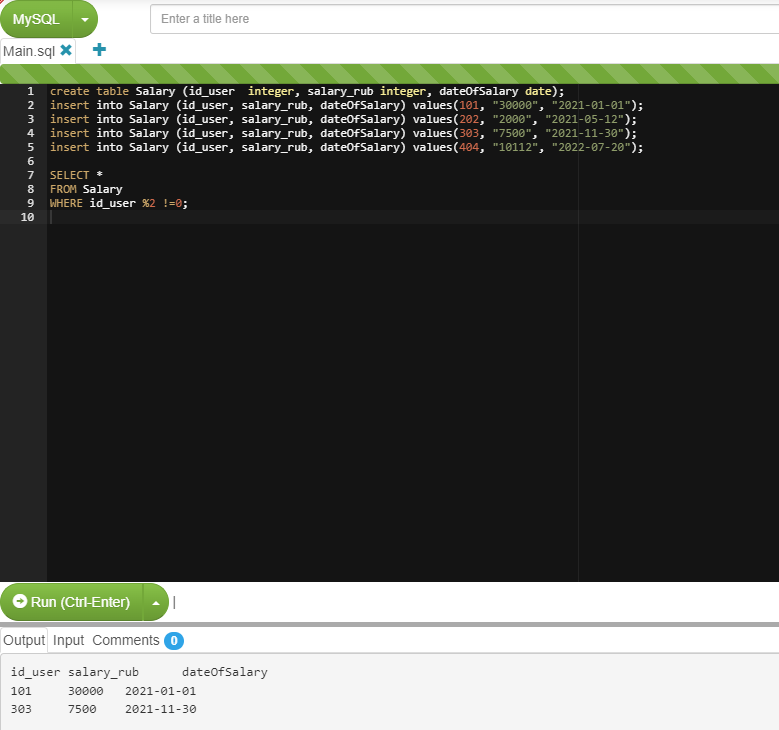 MySQL
Enter a title here
Main.sql
1 create table Salary (id_user  integer, salary_rub integer, dateOfSalary date);
2 insert into Salary (id_user, salary_rub, dateOfSalary) values(101, "30000", "2021-01-01");
3 insert into Salary (id_user, salary_rub, dateOfSalary) values(202, "2000", "2021-05-12");
4 insert into Salary (id_user, salary_rub, dateOfSalary) values(303, "7500", "2021-11-30");
5 insert into Salary (id_user, salary_rub, dateOfSalary) values(404, "10112", "2022-07-20");
6
7 SELECT *
8 FROM Salary
9 WHERE id_user %2 !=0;
10
Run (Ctrl-Enter) |
Output Input Comments 0
id_user salary_rub dateOfSalary
101 30000 2021-01-01
303 7500 2021-11-30